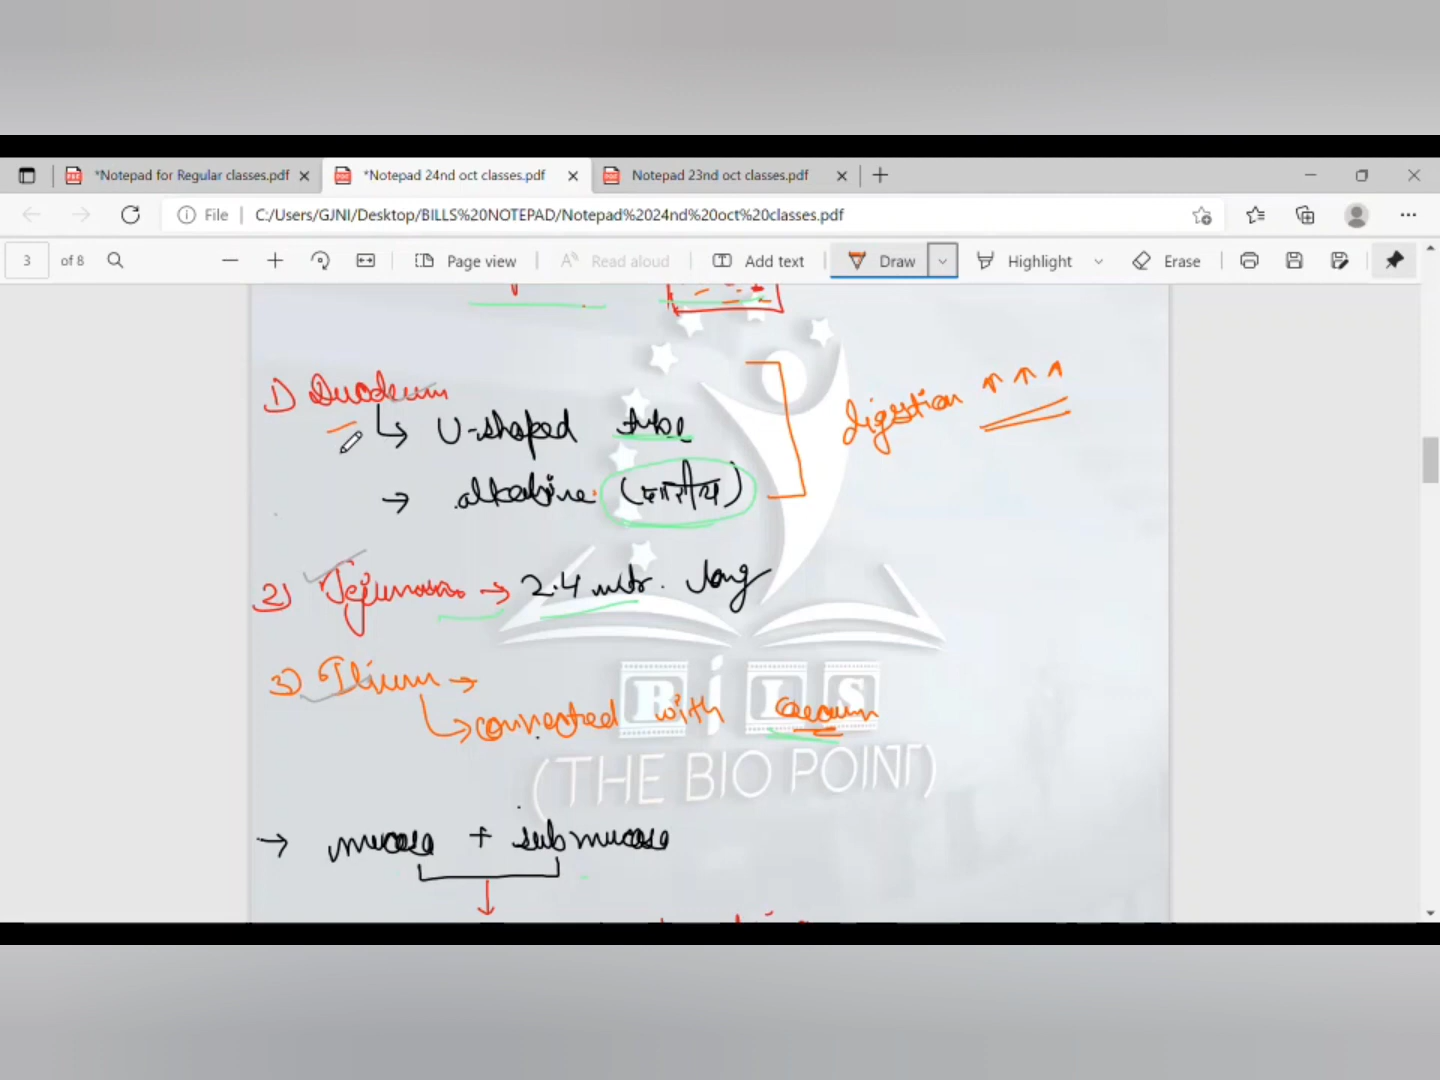 *Notepad for Regular classes.pdf
*Notepad 24nd oct classes.pdf
Notepad 23nd oct classes.pdf
File
C:/Users/GJNI/Desktop/BILLS%20NOTEPAD/Notepad%2024nd%20oct%20classes.pdf
3 of 8
Page view
Read aloud
Add text
Draw
Highlight
Erase
1) Duodenum
U-shaped tube
digestion ↑↑↑
→ alkaline (क्षारीय)
2) Jejunum → 2.4 mtr. long
3) Ilium →
connected with
BiLS
(THE BIO POINT)
→ mucosa + submucosa